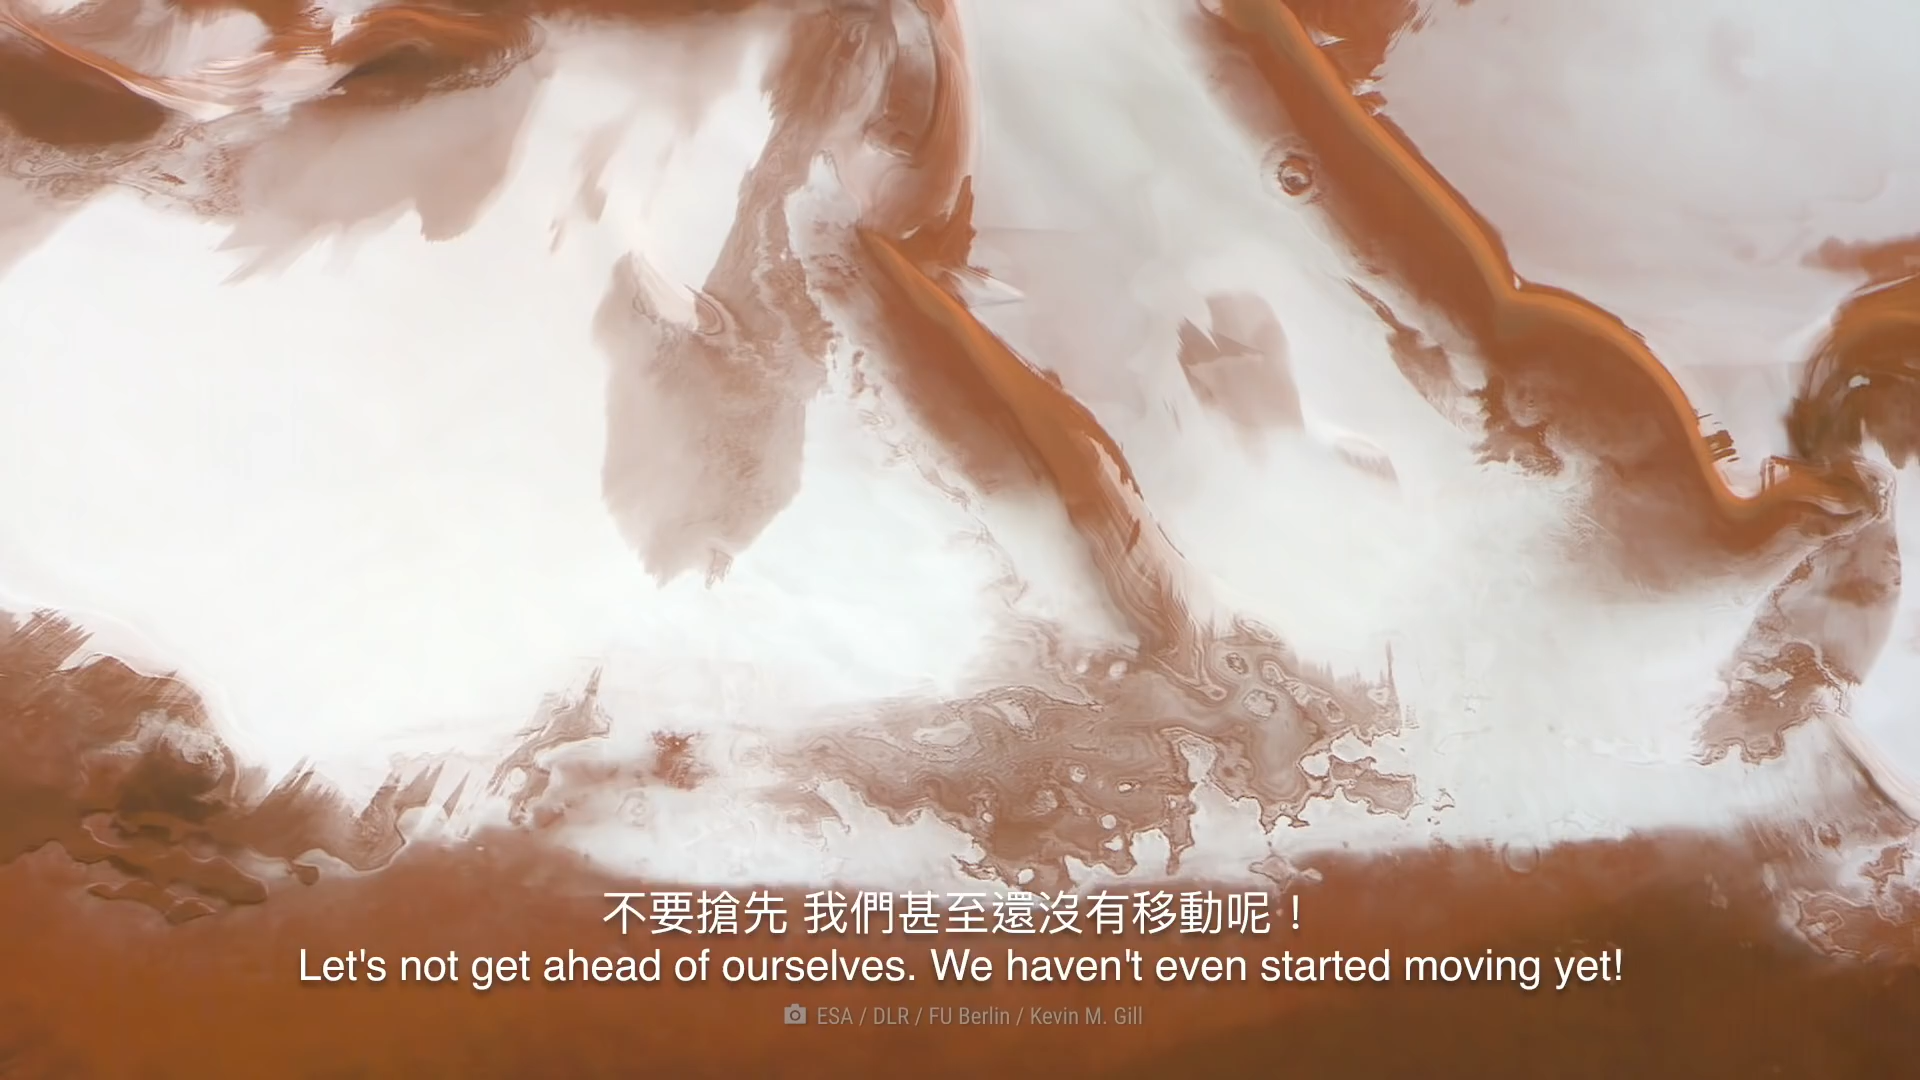 不要搶先 我們甚至還沒有移動呢！
Let's not get ahead of ourselves. We haven't even started moving yet!
ESA / DLR / FU Berlin / Kevin M. Gill